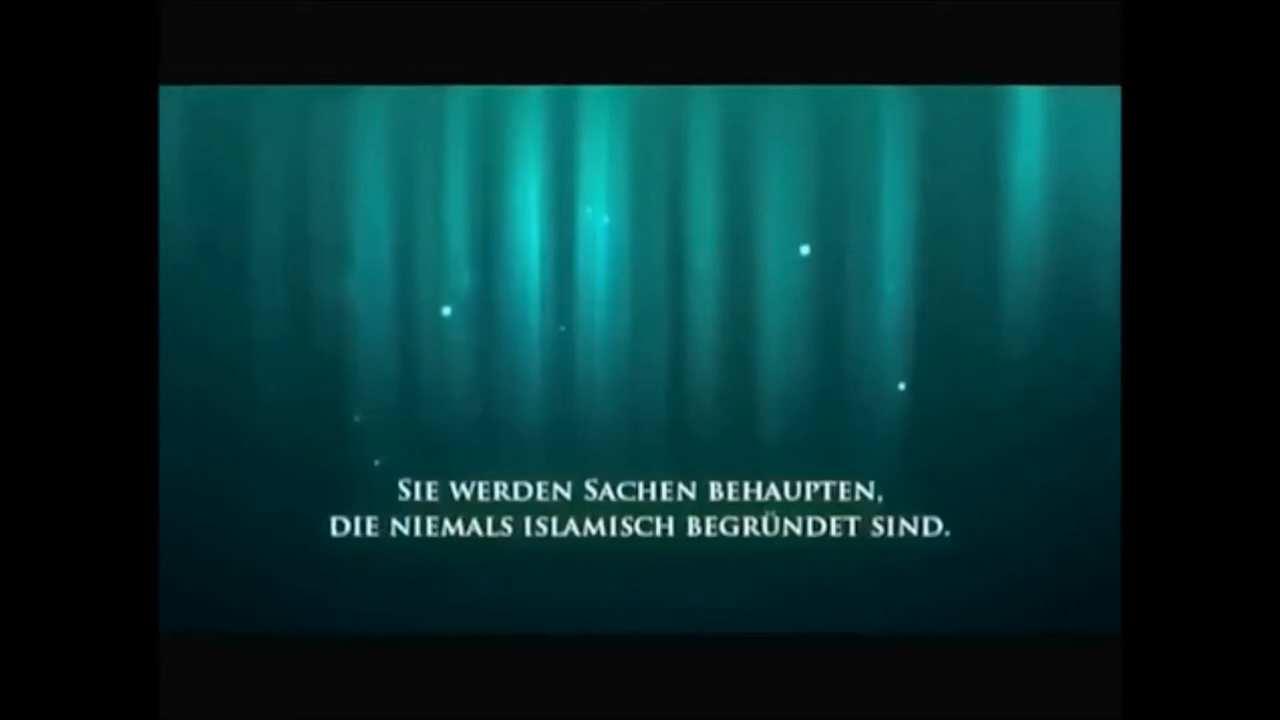 Sie werden Sachen behaupten,
die niemals islamisch begründet sind.